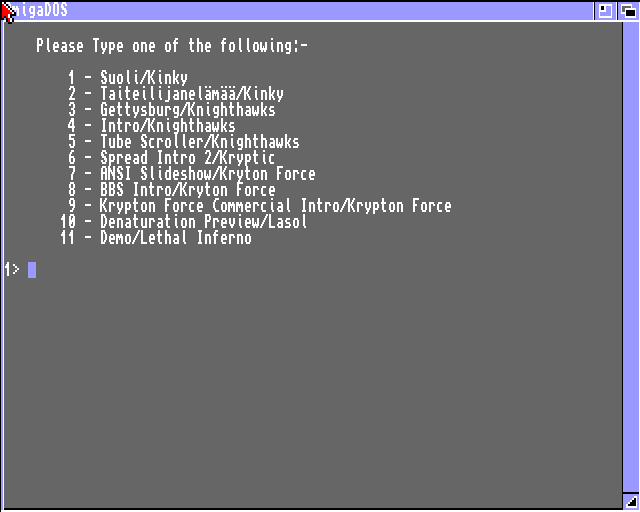 migaDOS
Please Type one of the following:-
1 - Suoli/Kinky
2 - Taiteilijanelämää/Kinky
3 - Gettysburg/Knighthawks
4 - Intro/Knighthawks
5 - Tube Scroller/Knighthawks
6 - Spread Intro 2/Kryptic
7 - ANSI Slideshow/Kryton Force
8 - BBS Intro/Kryton Force
9 - Krypton Force Commercial Intro/Krypton Force
10 - Denaturation Preview/Lasol
11 - Demo/Lethal Inferno
1>